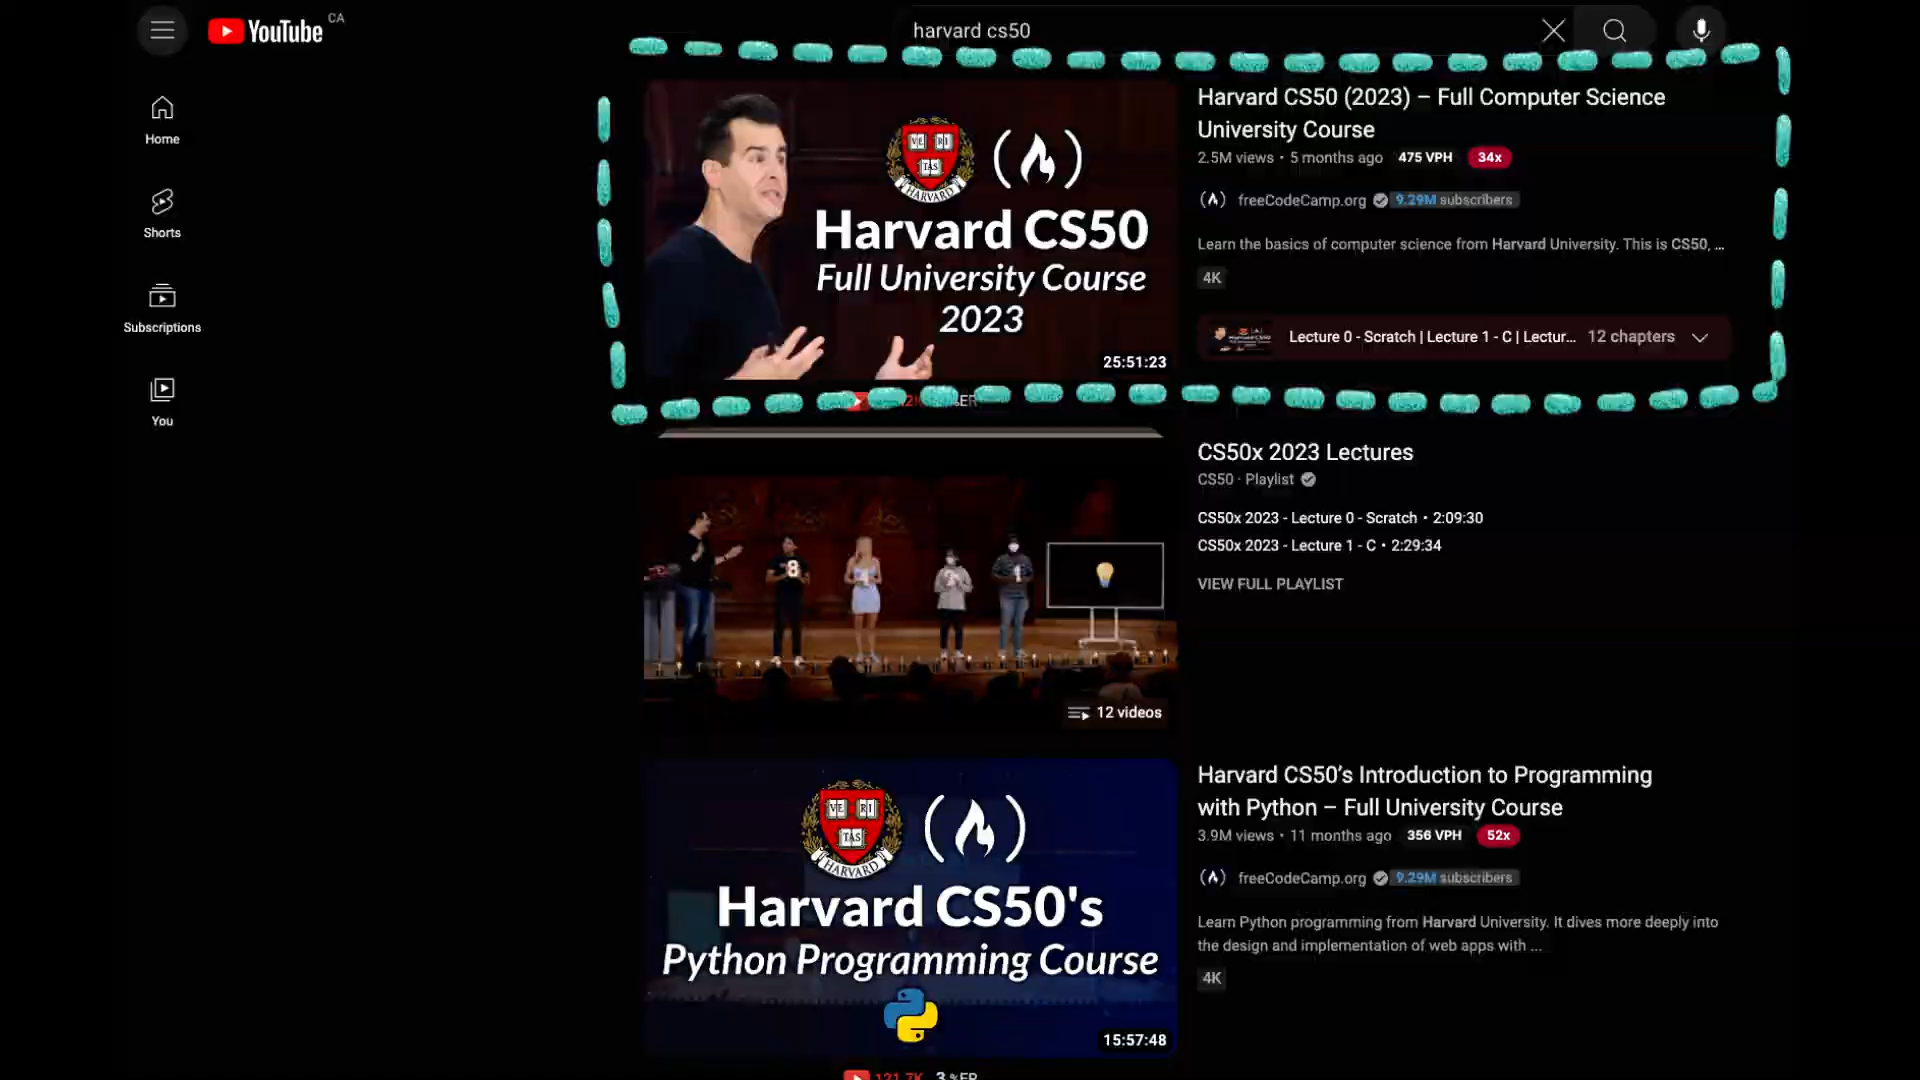 YouTube CA
harvard cs50
Home
Shorts
Subscriptions
You
VE RI TAS
HARVARD
Harvard CS50
Full University Course
2023
25:51:23
Harvard CS50 (2023) – Full Computer Science
University Course
2.5M views • 5 months ago 475 VPH 34x
freeCodeCamp.org 9.29M subscribers
Learn the basics of computer science from Harvard University. This is CS50, ...
4K
Lecture 0 - Scratch | Lecture 1 - C | Lectur... 12 chapters
8
12 videos
CS50x 2023 Lectures
CS50 · Playlist
CS50x 2023 - Lecture 0 - Scratch • 2:09:30
CS50x 2023 - Lecture 1 - C • 2:29:34
VIEW FULL PLAYLIST
VE RI TAS
HARVARD
Harvard CS50's
Python Programming Course
15:57:48
Harvard CS50's Introduction to Programming
with Python – Full University Course
3.9M views • 11 months ago 356 VPH 52x
freeCodeCamp.org 9.29M subscribers
Learn Python programming from Harvard University. It dives more deeply into
the design and implementation of web apps with ...
4K
121.7K 3 %ER